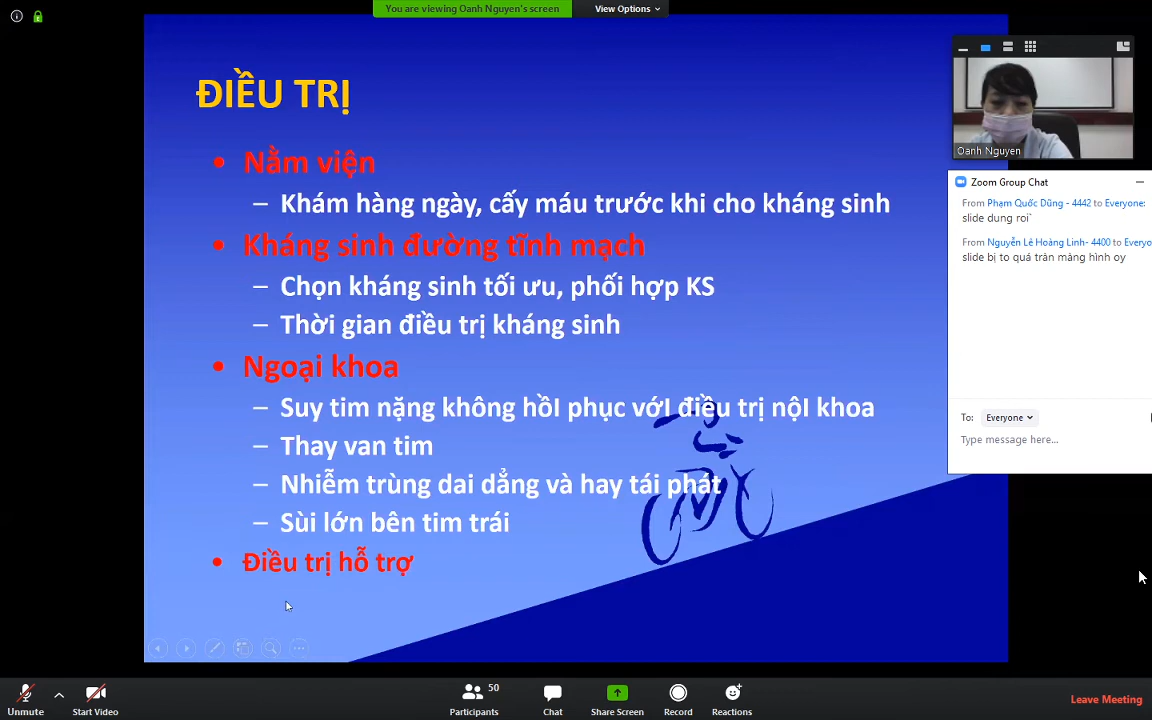 You are viewing Oanh Nguyen's screen
View Options
ĐIỀU TRỊ
• Nằm viện
– Khám hàng ngày, cấy máu trước khi cho kháng sinh
• Kháng sinh đường tĩnh mạch
– Chọn kháng sinh tối ưu, phối hợp KS
– Thời gian điều trị kháng sinh
• Ngoại khoa
– Suy tim nặng không hồI phục vớI điều trị nộI khoa
– Thay van tim
– Nhiễm trùng dai dẳng và hay tái phát
– Sùi lớn bên tim trái
• Điều trị hỗ trợ
Oanh Nguyen
Zoom Group Chat
From Phạm Quốc Dũng - 4442 to Everyone:
slide dung roi`
From Nguyễn Lê Hoàng Linh- 4400 to Everyo
slide bị to quá tràn màng hình oy
To: Everyone
Type message here...
Unmute
Start Video
50
Participants
Chat
Share Screen
Record
Reactions
Leave Meeting